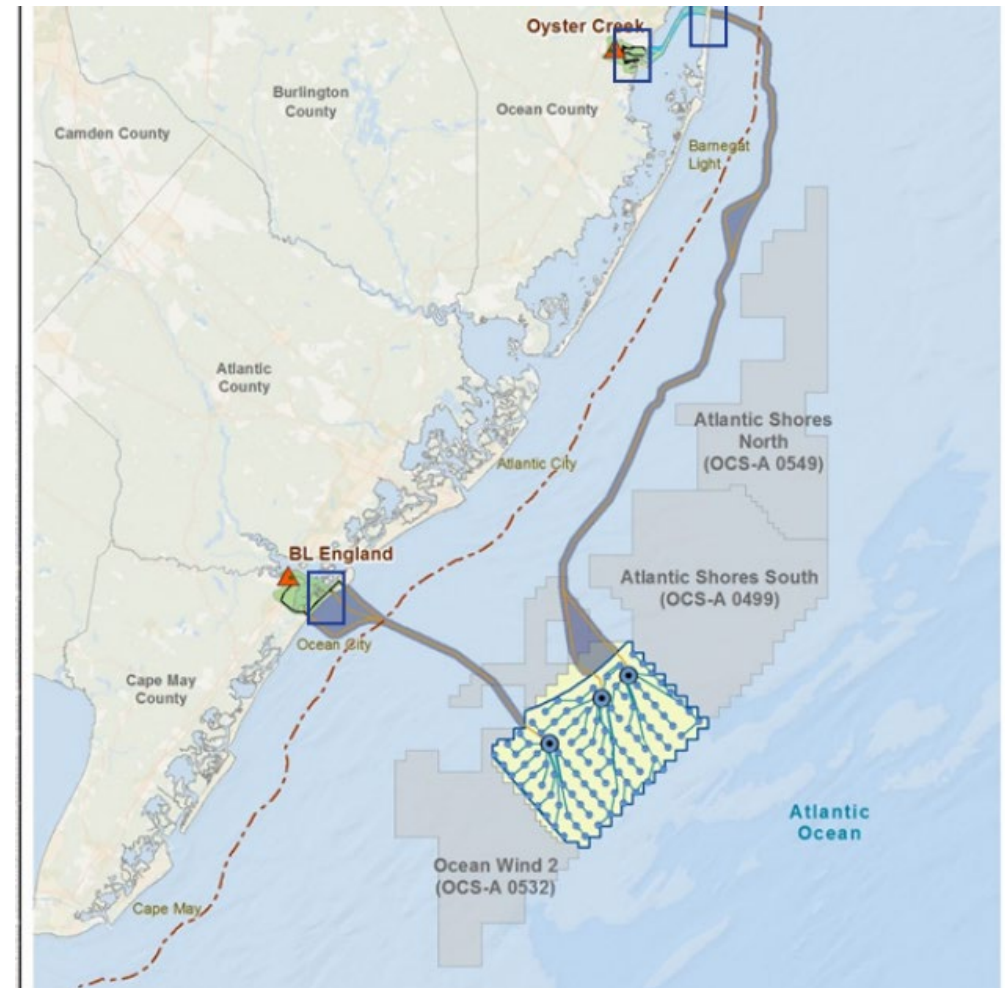 Oyster Creek
Burlington
County
Ocean County
Camden County
Barnegat
Light
Atlantic
County
Atlantic Shores
North
(OCS-A 0549)
Atlantic City
BL England
Atlantic Shores South
(OCS-A 0499)
Ocean City
Cape May
County
Atlantic
Ocean
Ocean Wind 2
(OCS-A 0532)
Cape May